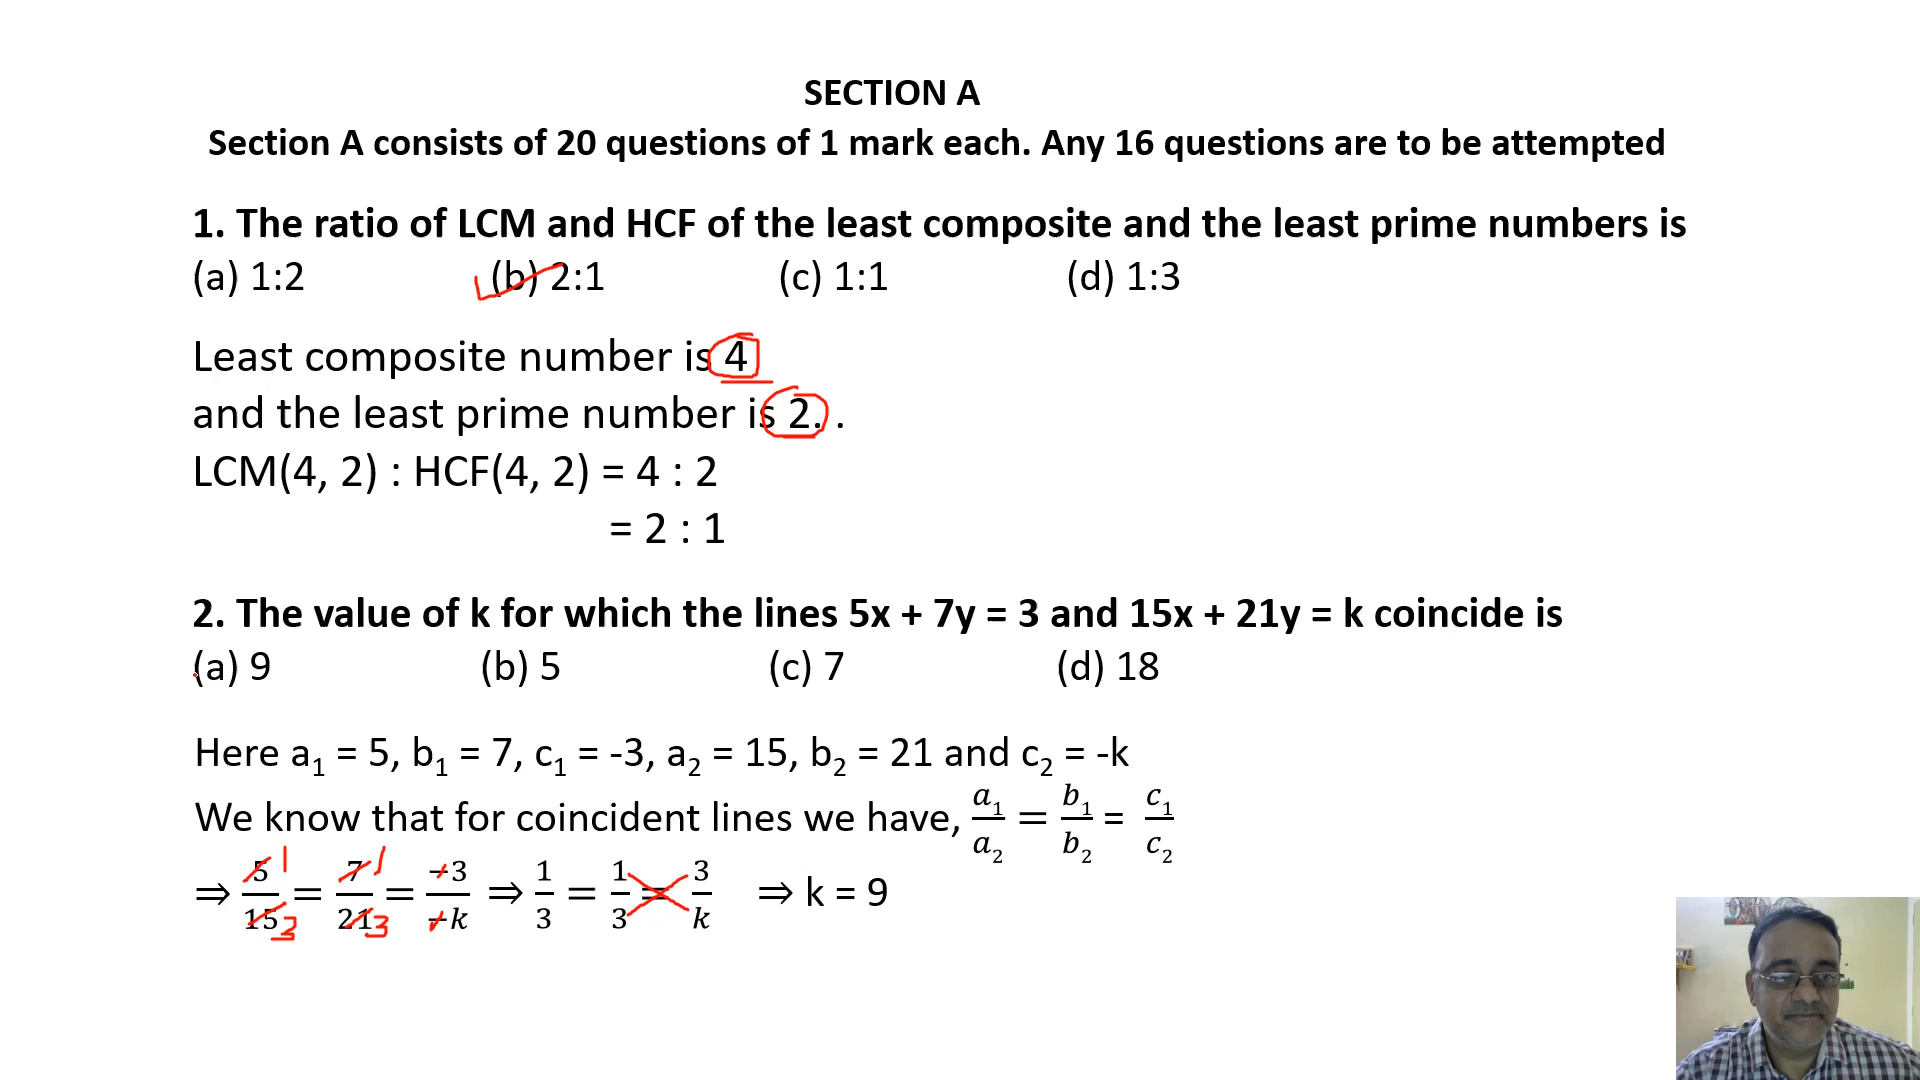 SECTION A
Section A consists of 20 questions of 1 mark each. Any 16 questions are to be attempted
1. The ratio of LCM and HCF of the least composite and the least prime numbers is
(a) 1:2 (b) 2:1 (c) 1:1 (d) 1:3
Least composite number is 4
and the least prime number is 2. .
LCM(4, 2) : HCF(4, 2) = 4 : 2
= 2 : 1
2. The value of k for which the lines 5x + 7y = 3 and 15x + 21y = k coincide is
(a) 9 (b) 5 (c) 7 (d) 18
Here a₁ = 5, b₁ = 7, c₁ = -3, a₂ = 15, b₂ = 21 and c₂ = -k
We know that for coincident lines we have, a₁/a₂ = b₁/b₂ = c₁/c₂
⇒ 5/15 = 7/21 = −3/−k ⇒ 1/3 = 1/3 = 3/k ⇒ k = 9
1 1
3 3